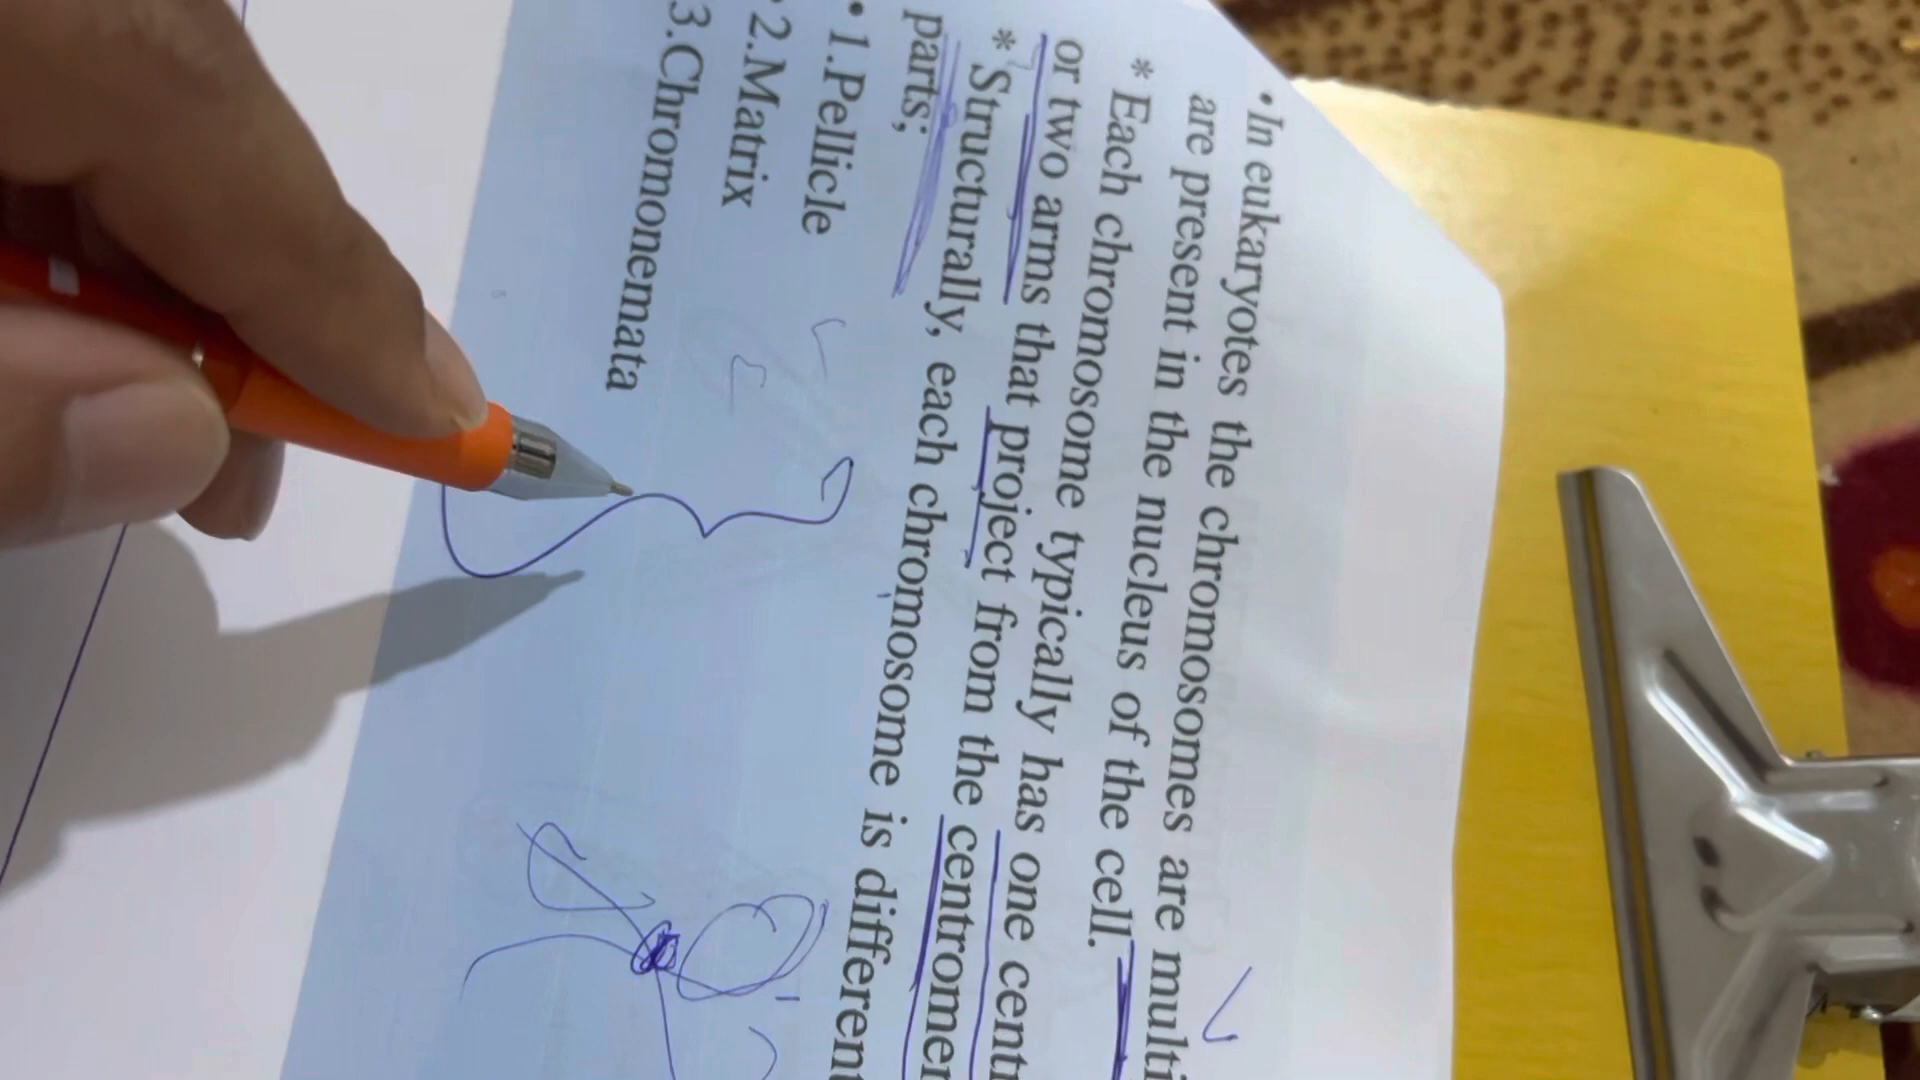 • In eukaryotes the chromosomes are multi
are present in the nucleus of the cell.
* Each chromosome typically has one centr
or two arms that project from the centromer
* Structurally, each chromosome is different
parts;
• 1.Pellicle
• 2.Matrix
3.Chromonemata